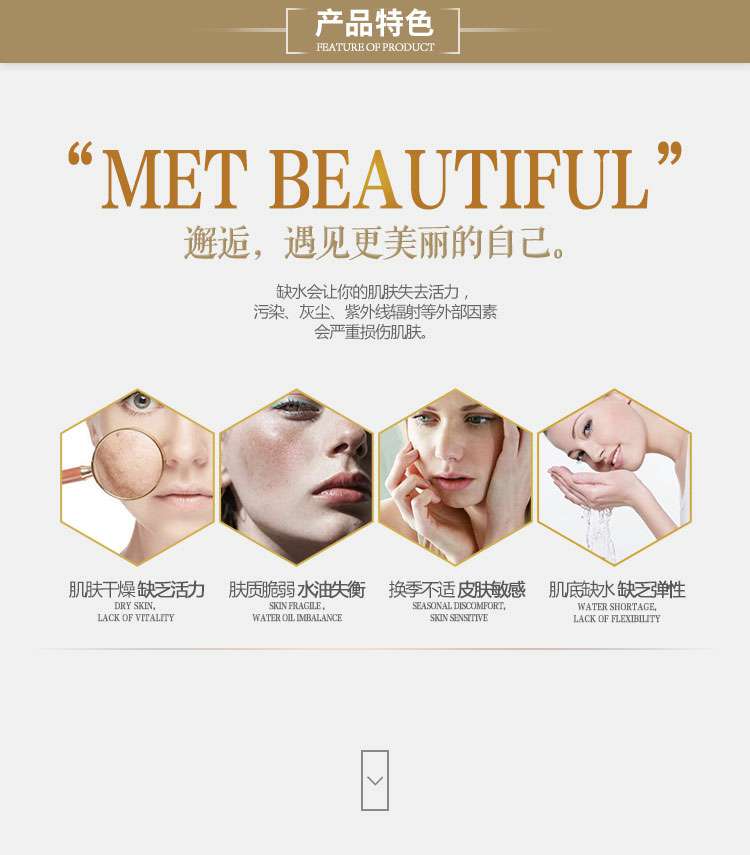 产品特色
FEATURE OF PRODUCT
“MET BEAUTIFUL”
邂逅，遇见更美丽的自己。
缺水会让你的肌肤失去活力，
污染、灰尘、紫外线辐射等外部因素
会严重损伤肌肤。
肌肤干燥 缺乏活力
DRY SKIN,
LACK OF VITALITY
肤质脆弱 水油失衡
SKIN FRAGILE,
WATER OIL IMBALANCE
换季不适 皮肤敏感
SEASONAL DISCOMFORT,
SKIN SENSITIVE
肌底缺水 缺乏弹性
WATER SHORTAGE,
LACK OF FLEXIBILITY